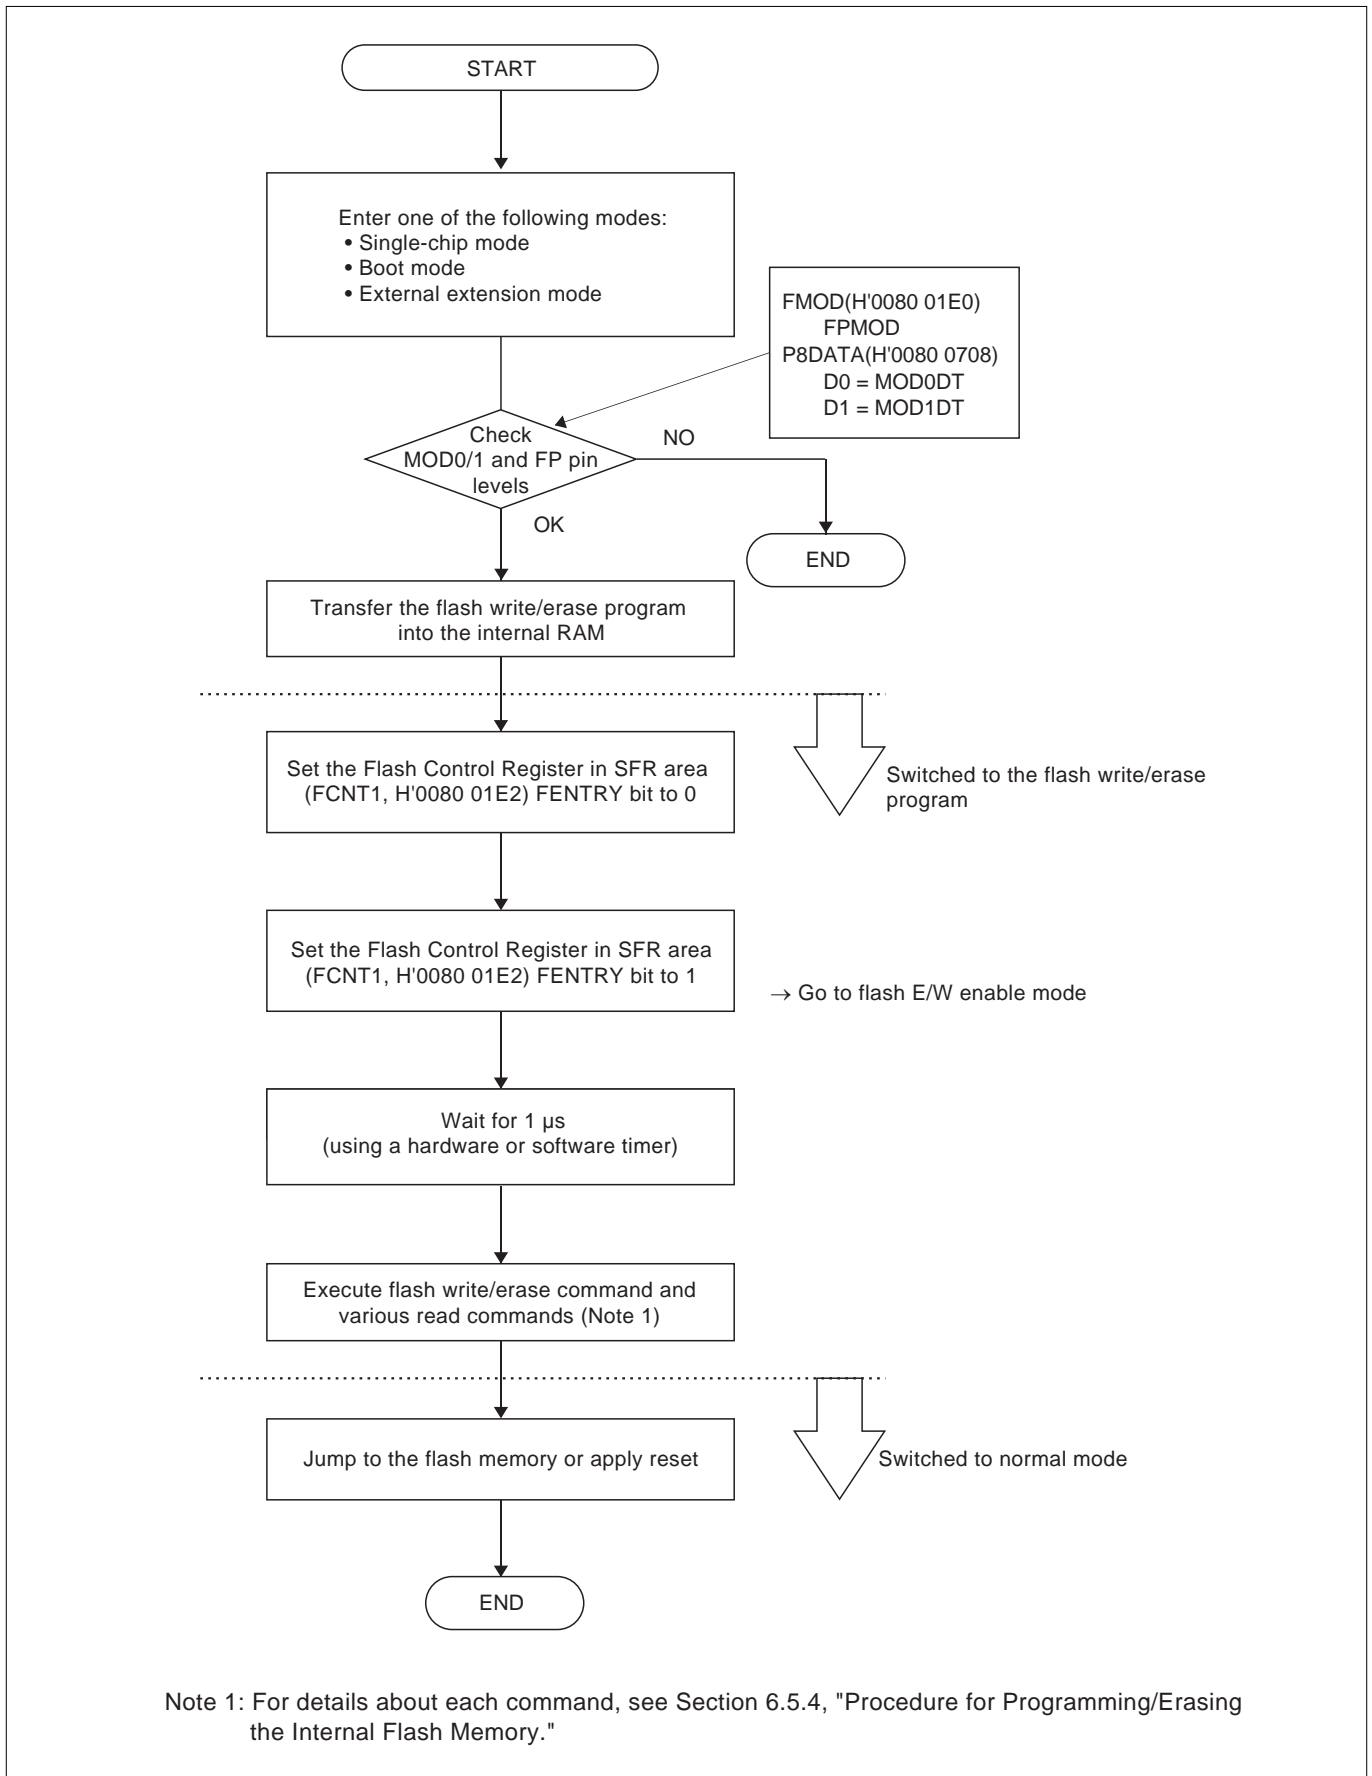 START
Enter one of the following modes:
• Single-chip mode
• Boot mode
• External extension mode
FMOD(H'0080 01E0)
FPMOD
P8DATA(H'0080 0708)
D0 = MOD0DT
D1 = MOD1DT
Check
MOD0/1 and FP pin
levels
NO
OK
END
Transfer the flash write/erase program
into the internal RAM
Set the Flash Control Register in SFR area
(FCNT1, H'0080 01E2) FENTRY bit to 0
Switched to the flash write/erase
program
Set the Flash Control Register in SFR area
(FCNT1, H'0080 01E2) FENTRY bit to 1
→ Go to flash E/W enable mode
Wait for 1 µs
(using a hardware or software timer)
Execute flash write/erase command and
various read commands (Note 1)
Jump to the flash memory or apply reset
Switched to normal mode
END
Note 1: For details about each command, see Section 6.5.4, "Procedure for Programming/Erasing
the Internal Flash Memory."